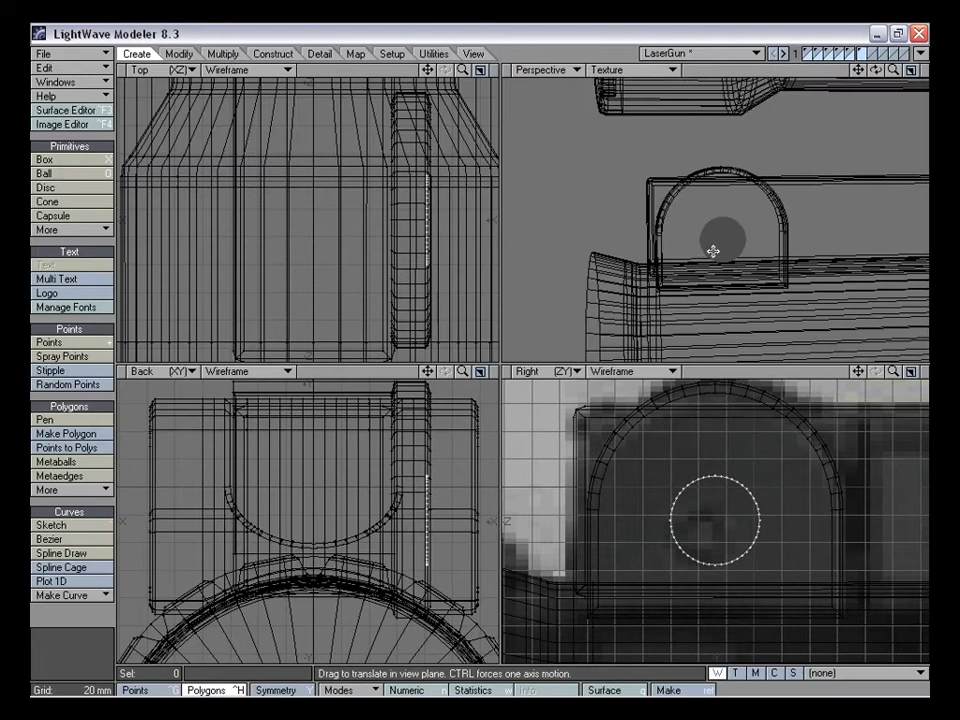 LightWave Modeler 8.3
File Create Modify Multiply Construct Detail Map Setup Utilities View LaserGun * 1
Edit Top (XZ) Wireframe Perspective Texture
Windows
Help
Surface Editor F3
Image Editor F4
Primitives
Box X
Ball O
Disc
Cone
Capsule
More
Text
Text
Multi Text
Logo
Manage Fonts
Points
Points +
Spray Points
Stipple
Back (XY) Wireframe Right (ZY) Wireframe
Random Points
Polygons
Pen
Make Polygon
Points to Polys
Metaballs
Metaedges
More
Curves
Sketch
Bezier
Spline Draw
Spline Cage
Plot 1D
Make Curve
Sel: 0 Drag to translate in view plane. CTRL forces one axis motion. W T M C S (none)
Grid: 20 mm Points ^G Polygons ^H Symmetry Y Modes Numeric n Statistics w Info i Surface q Make ret